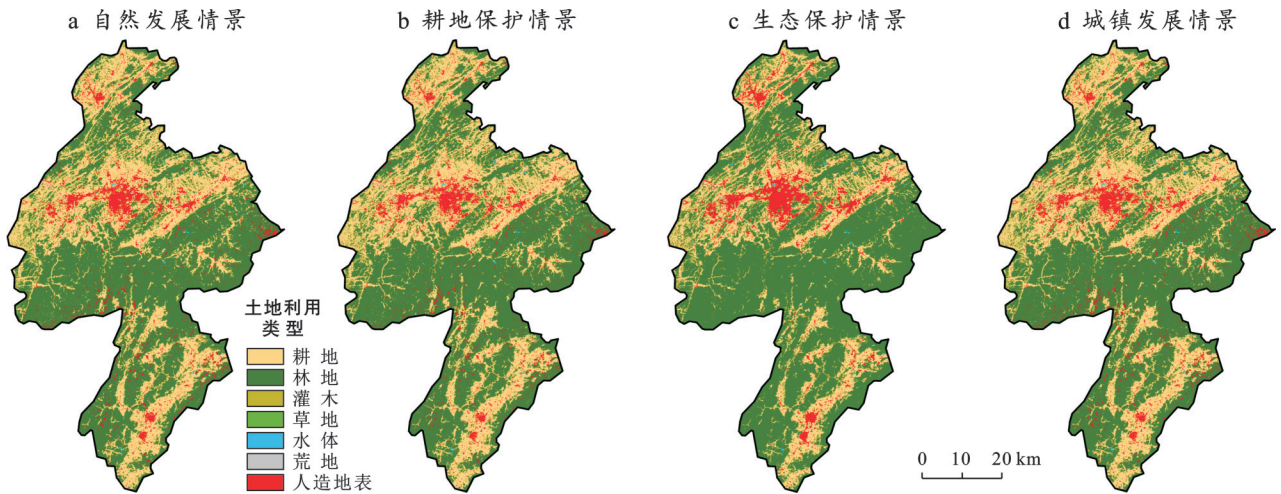 a 自然发展情景
b 耕地保护情景
c 生态保护情景
d 城镇发展情景
土地利用
类型
耕地
林地
灌木
草地
水体
荒地
人造地表
0 10 20 km